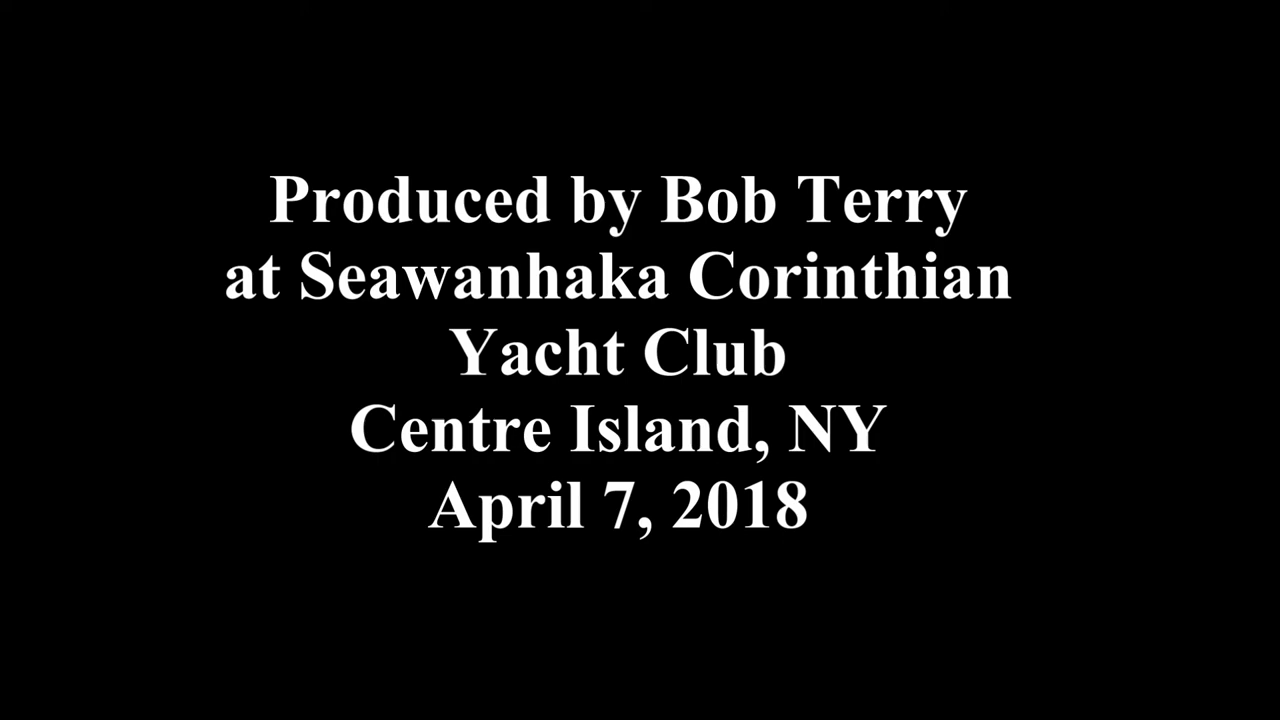 Produced by Bob Terry
at Seawanhaka Corinthian
Yacht Club
Centre Island, NY
April 7, 2018